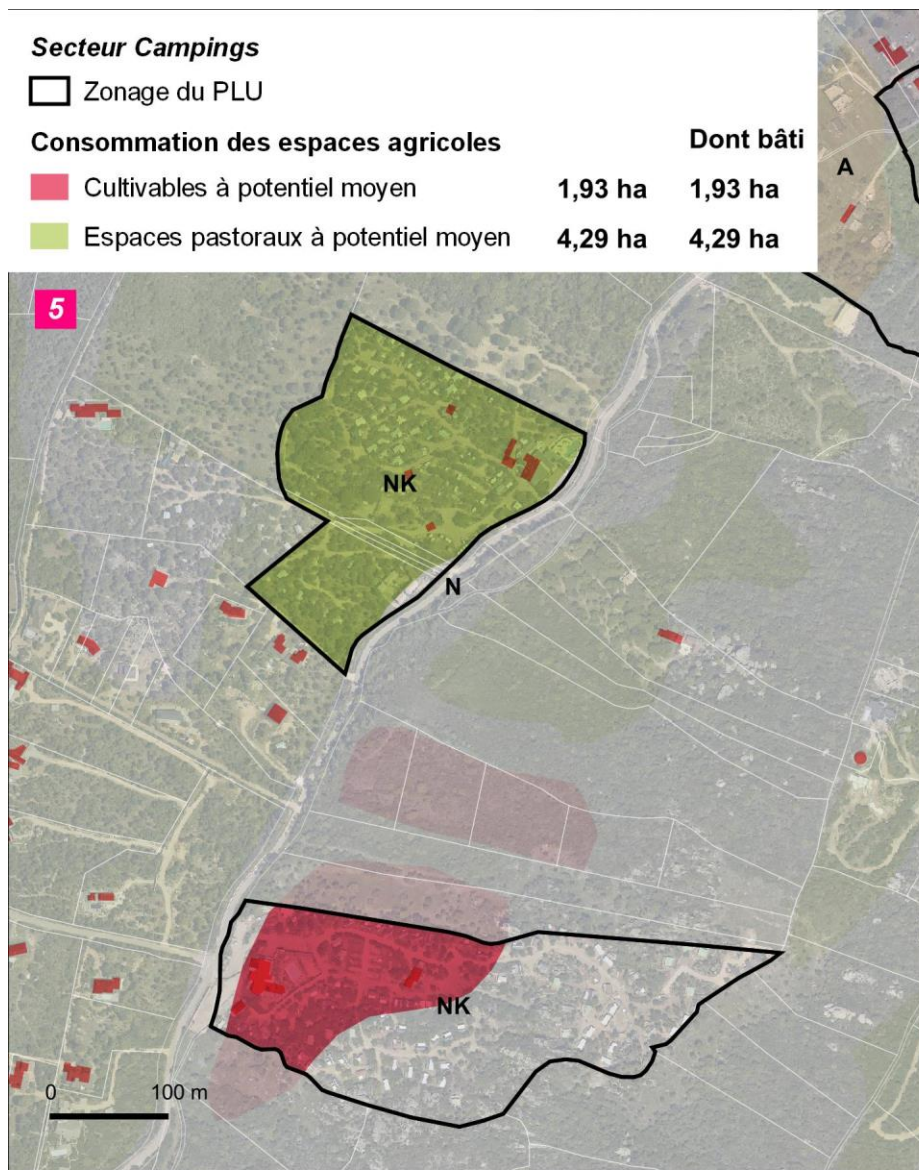 Secteur Campings
Zonage du PLU
Consommation des espaces agricoles Dont bâti
Cultivables à potentiel moyen 1,93 ha 1,93 ha
Espaces pastoraux à potentiel moyen 4,29 ha 4,29 ha
A
5
NK
N
NK
0 100 m